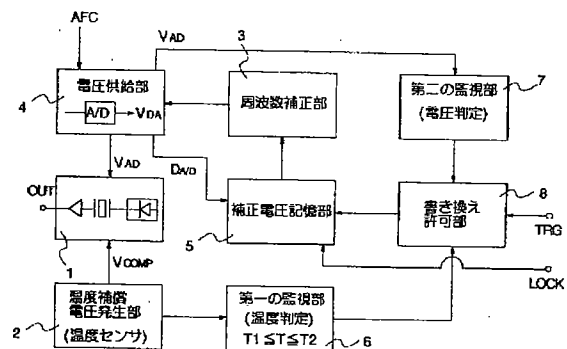 AFC
VAD
3
7
電圧供給部
A/D
VDA
4
周波数補正部
第二の監視部
(電圧判定)
VAD
DA/D
OUT
1
補正電圧記憶部
5
書き換え
許可部
8
TRG
VCOMP
LOCK
温度補償
電圧発生部
(温度センサ)
2
第一の監視部
(温度判定)
T1≦T≦T2
6